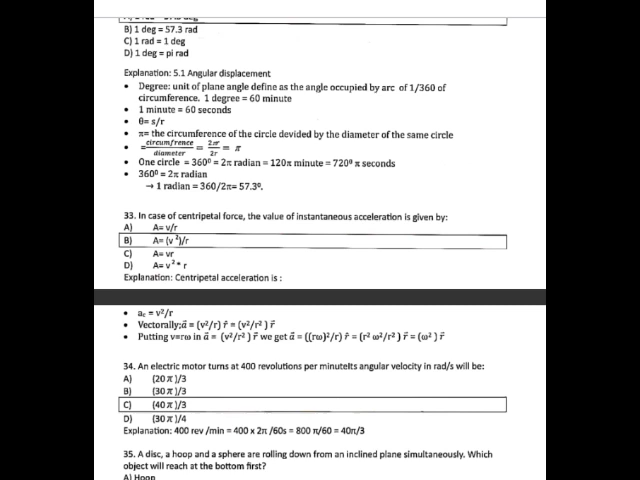 B) 1 deg = 57.3 rad
C) 1 rad = 1 deg
D) 1 deg = pi rad
Explanation: 5.1 Angular displacement
• Degree: unit of plane angle define as the angle occupied by arc of 1/360 of
circumference. 1 degree = 60 minute
• 1 minute = 60 seconds
• θ= s/r
• π= the circumference of the circle devided by the diameter of the same circle
• =circumfrence/diameter = 2πr/2r = π
• One circle = 360⁰ = 2π radian = 120π minute = 720⁰ π seconds
• 360⁰ = 2π radian
→ 1 radian = 360/2π= 57.3⁰.
33. In case of centripetal force, the value of instantaneous acceleration is given by:
A) A= v/r
B) A= (v ²)/r
C) A= vr
D) A= v ² * r
Explanation: Centripetal acceleration is :
• a꜀ = v²/r
• Vectorally;a⃗ = (v²/r) r̂ = (v²/r² ) r⃗
• Putting v=rω in a⃗ = (v²/r² ) r⃗ we get a⃗ = ((rω)²/r) r̂ = (r² ω²/r² ) r⃗ = (ω² ) r⃗
34. An electric motor turns at 400 revolutions per minuteIts angular velocity in rad/s will be:
A) (20 π )/3
B) (30 π )/3
C) (40 π )/3
D) (30 π )/4
Explanation: 400 rev /min = 400 x 2π /60s = 800 π/60 = 40π/3
35. A disc, a hoop and a sphere are rolling down from an inclined plane simultaneously. Which
object will reach at the bottom first?
A) Hoop